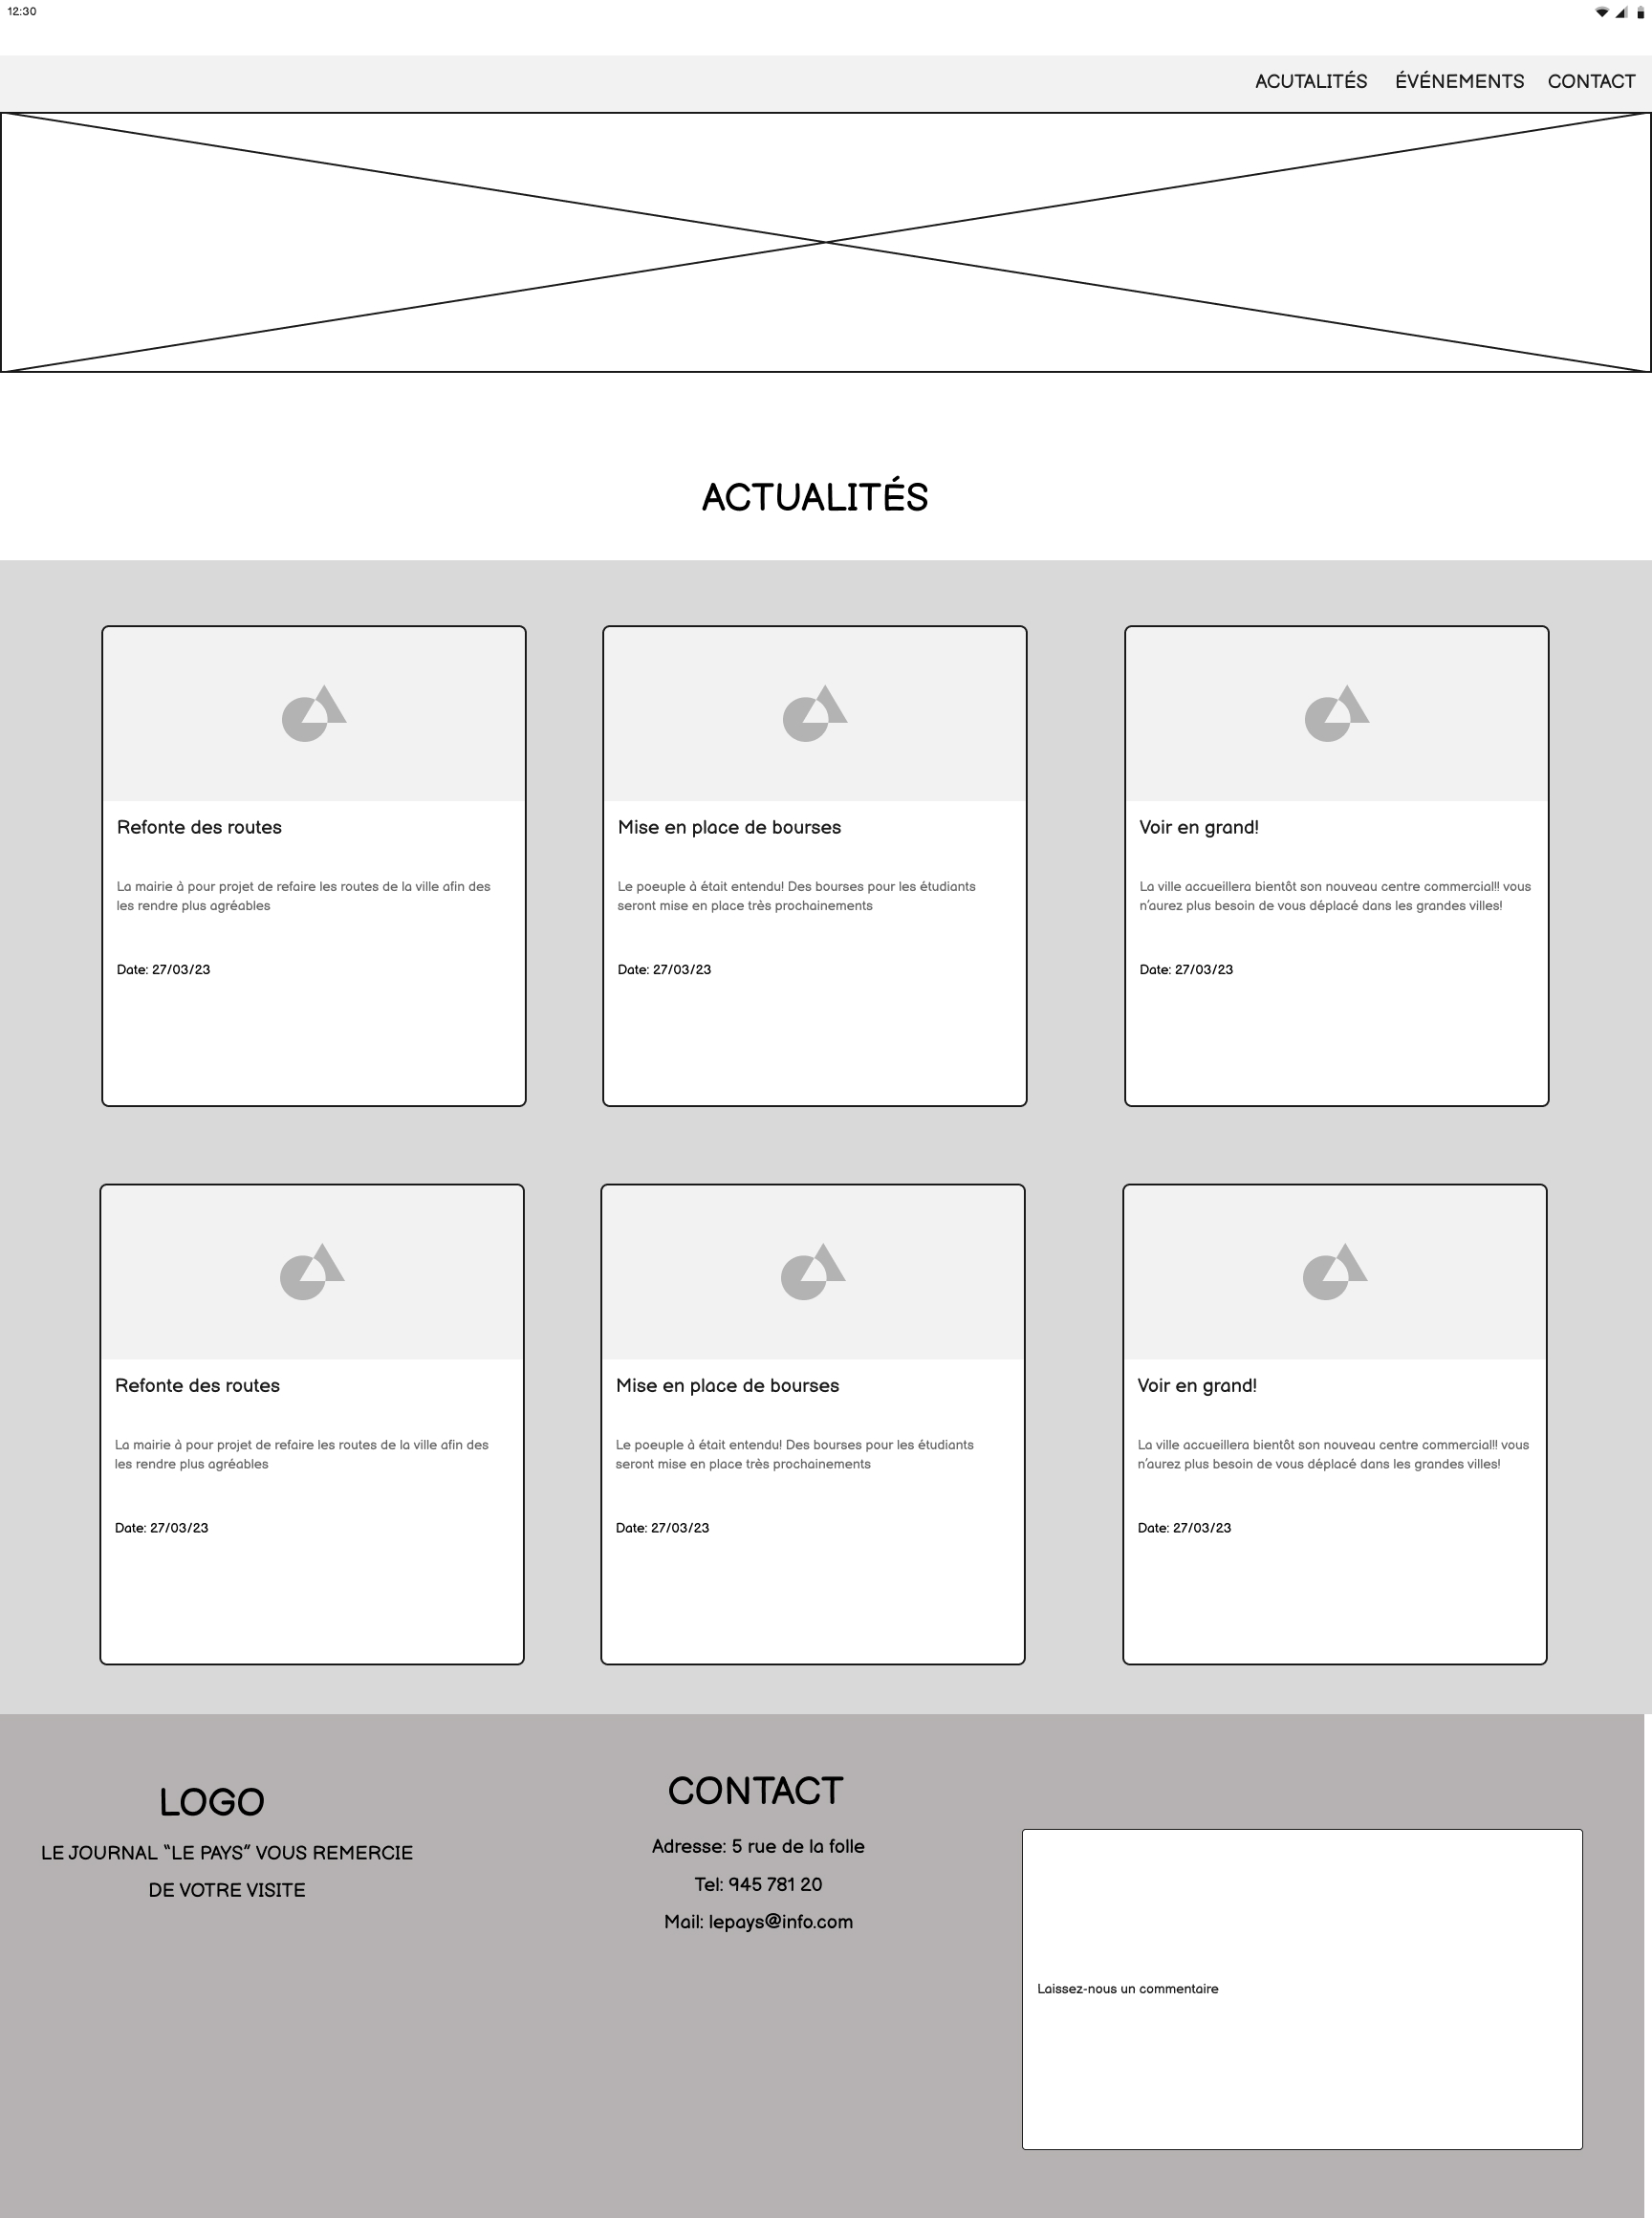 12:30
ACUTALITÉS ÉVÉNEMENTS CONTACT
ACTUALITÉS
Refonte des routes
La mairie à pour projet de refaire les routes de la ville afin des
les rendre plus agréables
Date: 27/03/23
Mise en place de bourses
Le poeuple à était entendu! Des bourses pour les étudiants
seront mise en place très prochainements
Date: 27/03/23
Voir en grand!
La ville accueillera bientôt son nouveau centre commercial!! vous
n'aurez plus besoin de vous déplacé dans les grandes villes!
Date: 27/03/23
Refonte des routes
La mairie à pour projet de refaire les routes de la ville afin des
les rendre plus agréables
Date: 27/03/23
Mise en place de bourses
Le poeuple à était entendu! Des bourses pour les étudiants
seront mise en place très prochainements
Date: 27/03/23
Voir en grand!
La ville accueillera bientôt son nouveau centre commercial!! vous
n'aurez plus besoin de vous déplacé dans les grandes villes!
Date: 27/03/23
LOGO
LE JOURNAL “LE PAYS” VOUS REMERCIE
DE VOTRE VISITE
CONTACT
Adresse: 5 rue de la folle
Tel: 945 781 20
Mail: lepays@info.com
Laissez-nous un commentaire